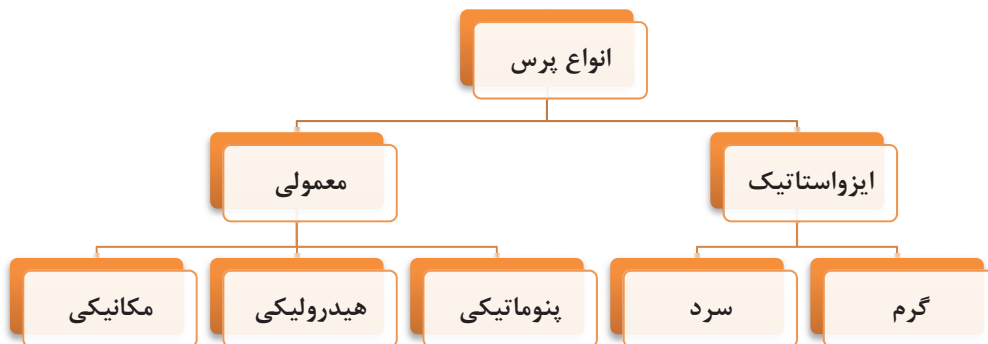 انواع پرس
ایزواستاتیک
معمولی
گرم
سرد
پنوماتیکی
هیدرولیکی
مکانیکی